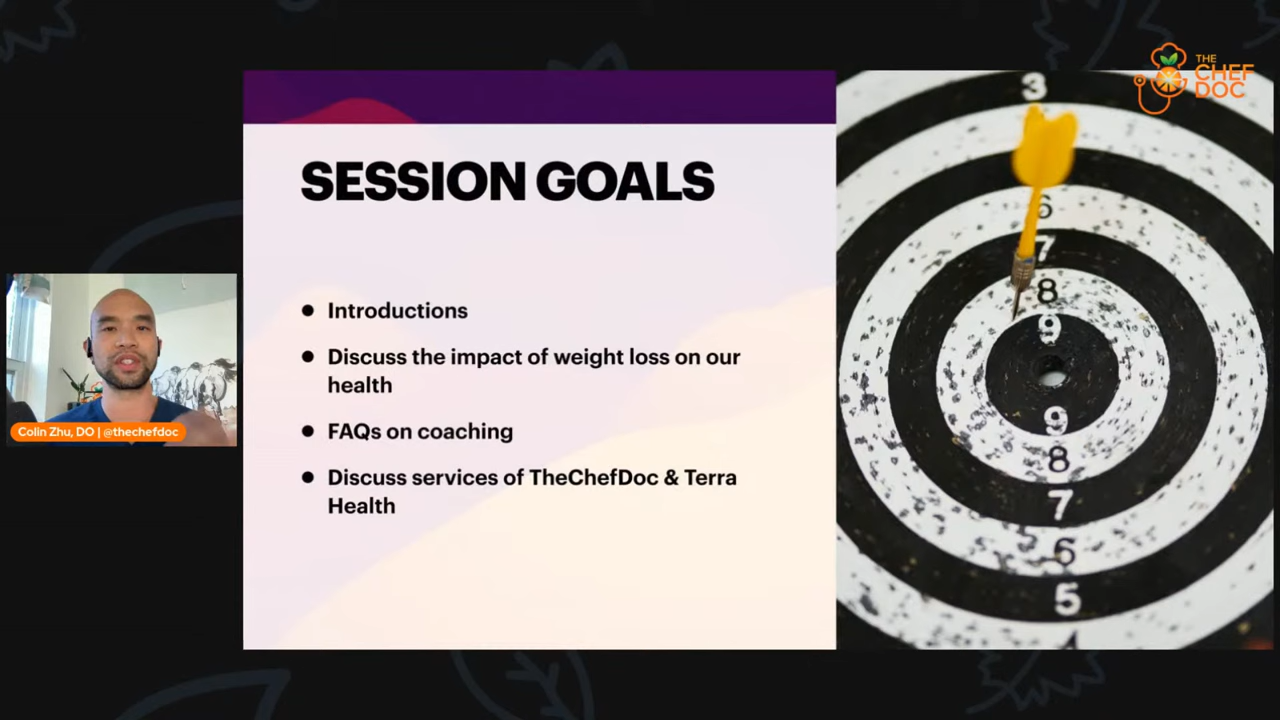 THE
CHEF
DOC
SESSION GOALS
● Introductions
● Discuss the impact of weight loss on our
health
● FAQs on coaching
● Discuss services of TheChefDoc & Terra
Health
Colin Zhu, DO | @thechefdoc
3
6
7
8
9
9
8
7
6
5